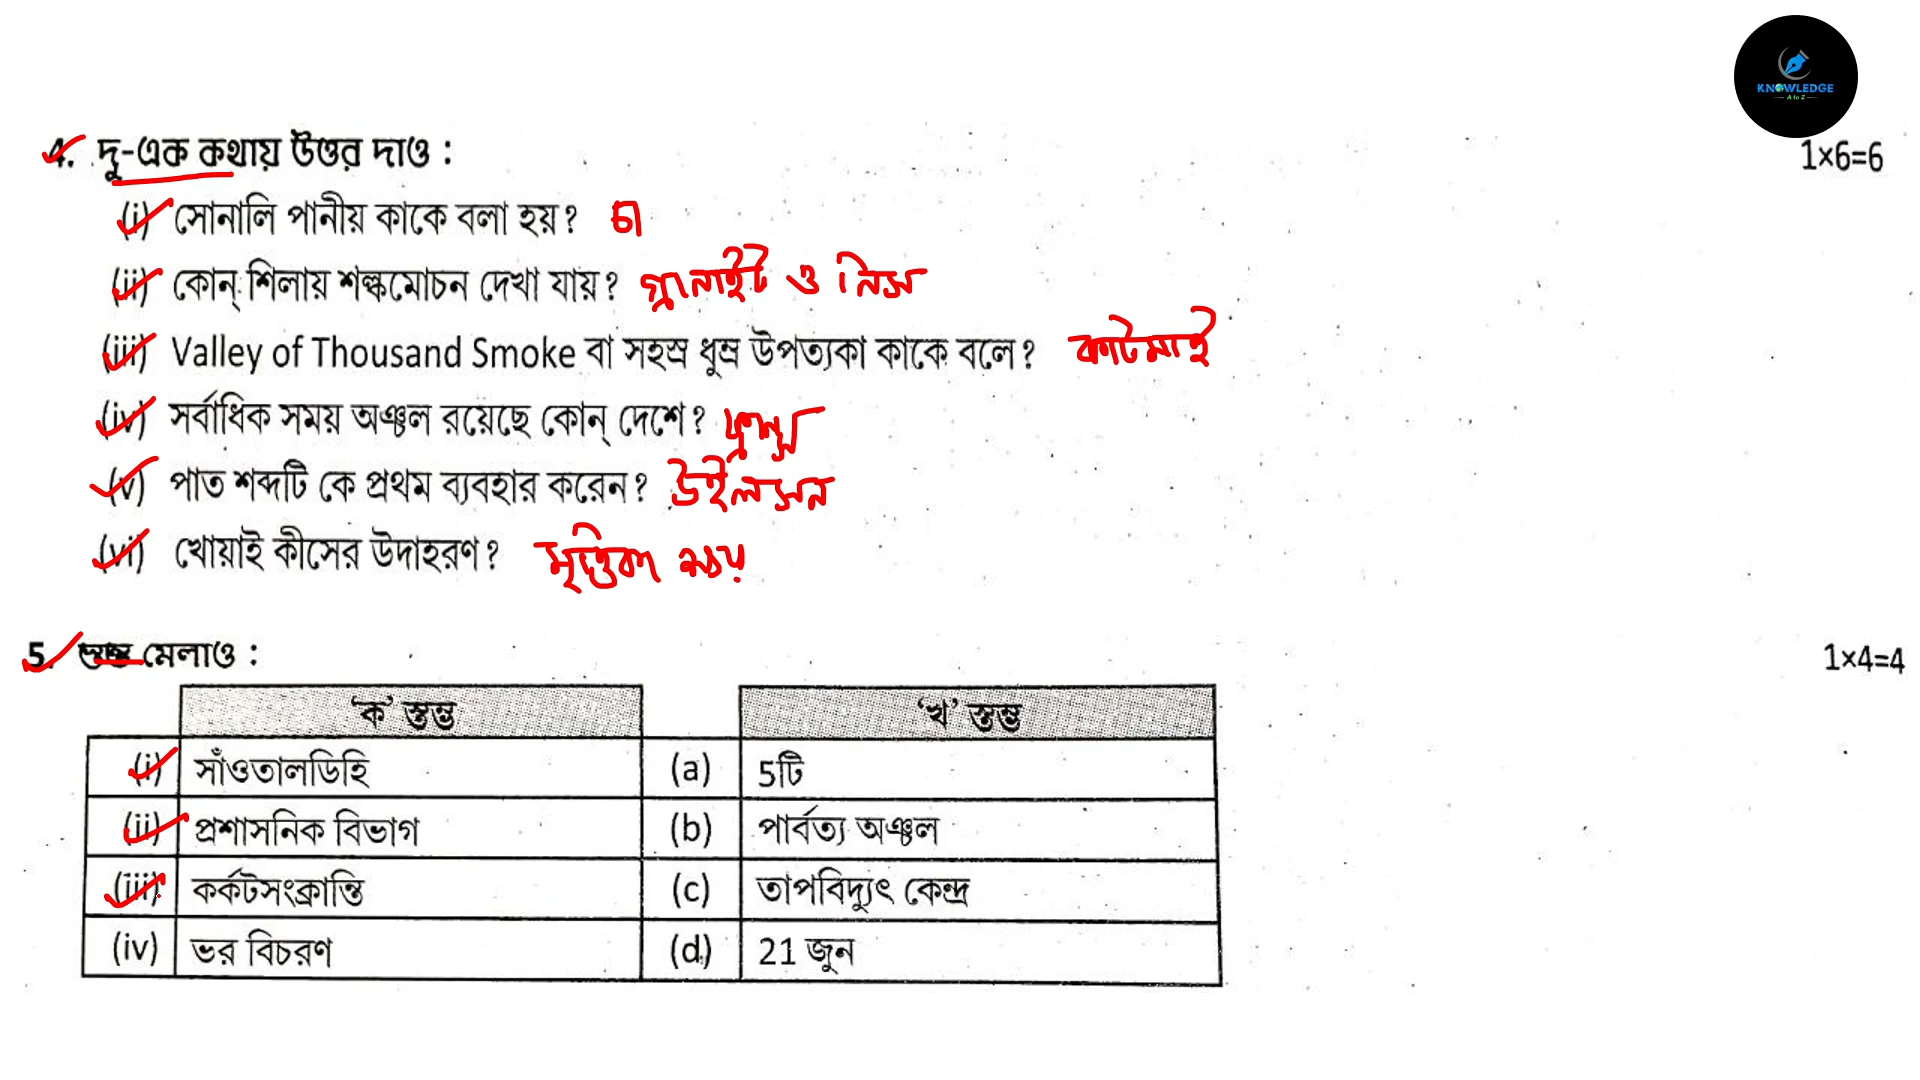 KNOWLEDGE
A to Z
4. দু-এক কথায় উত্তর দাও : 1×6=6
(i) সোনালি পানীয় কাকে বলা হয়? চা
(ii) কোন্ শিলায় শল্কমোচন দেখা যায়? গ্রানাইট ও নিস
(iii) Valley of Thousand Smoke বা সহস্র ধুম্র উপত্যকা কাকে বলে? কাটমাই
(iv) সর্বাধিক সময় অঞ্চল রয়েছে কোন্ দেশে? ফ্রান্স
(v) পাত শব্দটি কে প্রথম ব্যবহার করেন? উইলসন
(vi) খোয়াই কীসের উদাহরণ? মৃত্তিকা ক্ষয়
5. স্তম্ভ মেলাও : 1×4=4
'ক' স্তম্ভ 'খ' স্তম্ভ
(i) সাঁওতালডিহি (a) 5টি
(ii) প্রশাসনিক বিভাগ (b) পার্বত্য অঞ্চল
(iii) কর্কটসংক্রান্তি (c) তাপবিদ্যুৎ কেন্দ্র
(iv) ভর বিচরণ (d) 21 জুন